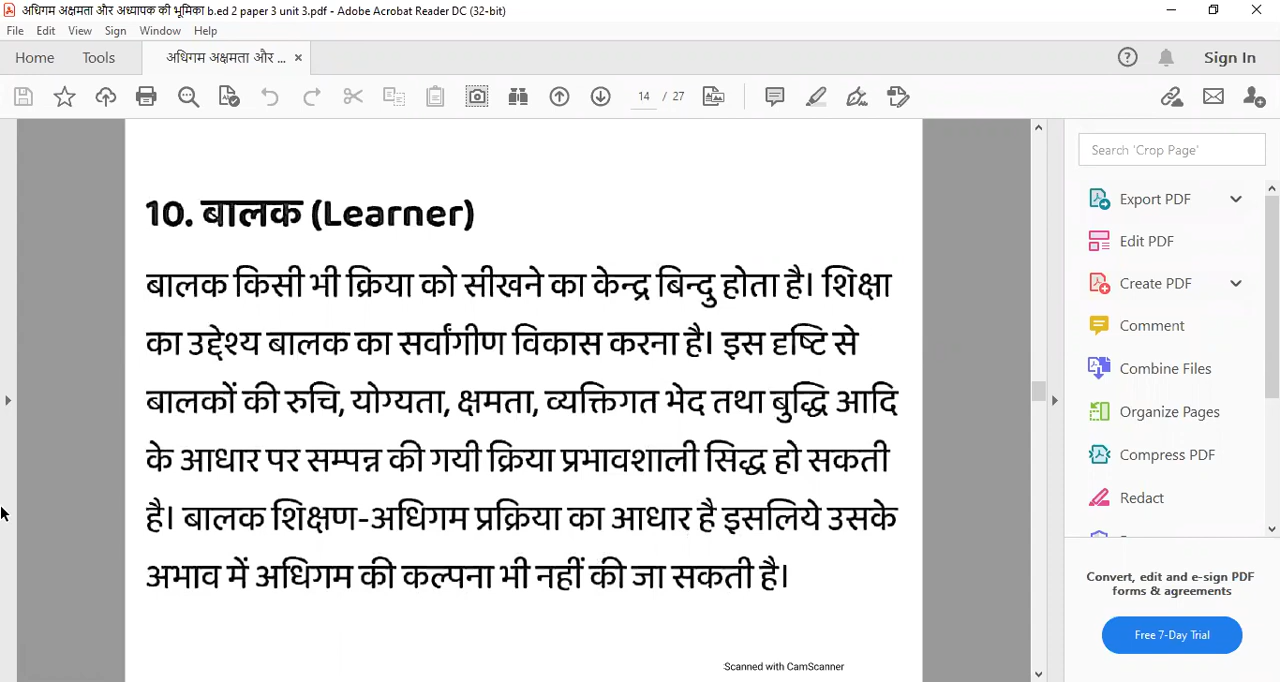 अधिगम अक्षमता और अध्यापक की भूमिका b.ed 2 paper 3 unit 3.pdf - Adobe Acrobat Reader DC (32-bit)
File Edit View Sign Window Help
Home Tools अधिगम अक्षमता और ... × Sign In
14 / 27
Search 'Crop Page'
10. बालक (Learner)
बालक किसी भी क्रिया को सीखने का केन्द्र बिन्दु होता है। शिक्षा
का उद्देश्य बालक का सर्वांगीण विकास करना है। इस दृष्टि से
बालकों की रुचि, योग्यता, क्षमता, व्यक्तिगत भेद तथा बुद्धि आदि
के आधार पर सम्पन्न की गयी क्रिया प्रभावशाली सिद्ध हो सकती
है। बालक शिक्षण-अधिगम प्रक्रिया का आधार है इसलिये उसके
अभाव में अधिगम की कल्पना भी नहीं की जा सकती है।
Scanned with CamScanner
Export PDF
Edit PDF
Create PDF
Comment
Combine Files
Organize Pages
Compress PDF
Redact
Convert, edit and e-sign PDF
forms & agreements
Free 7-Day Trial